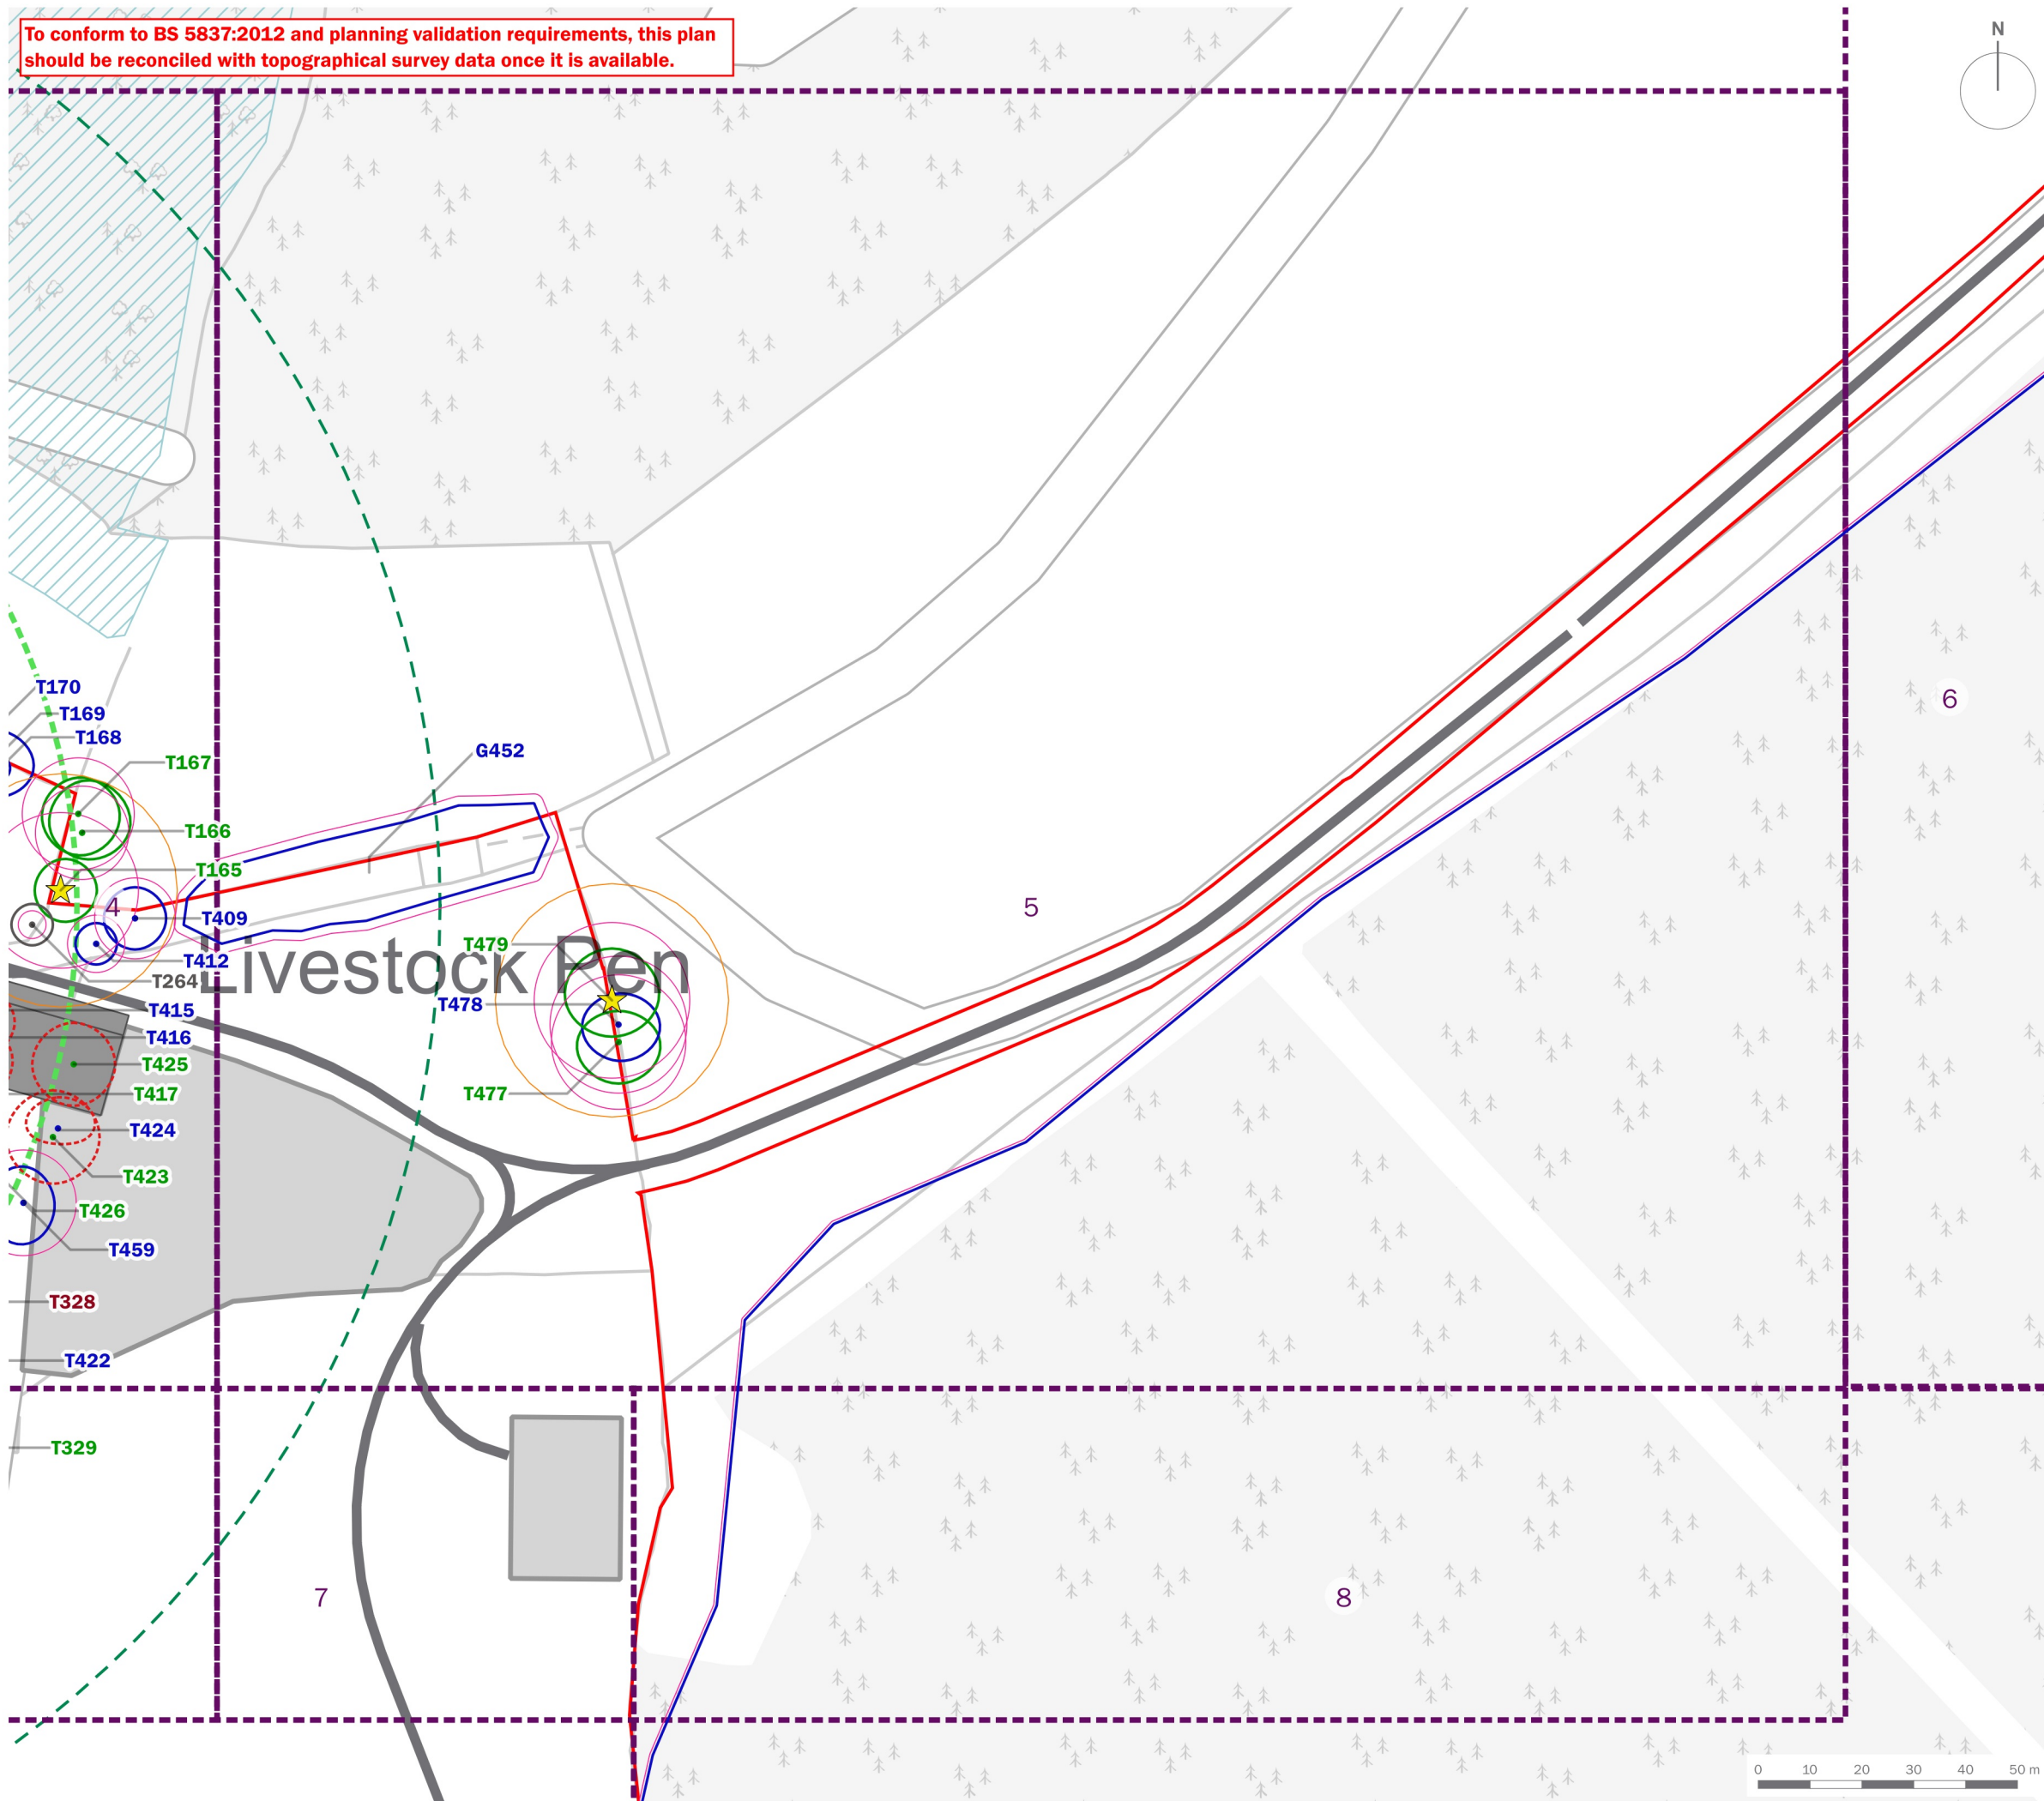 To conform to BS 5837:2012 and planning validation requirements, this plan
should be reconciled with topographical survey data once it is available.
N
T170
T169
T168
T167
G452
T166
T165
4
T409
T412
T264
Livestock Pen
T479
T478
T477
5
6
T415
T416
T425
T417
T424
T423
T426
T459
T328
T422
T329
7
8
0 10 20 30 40 50 m